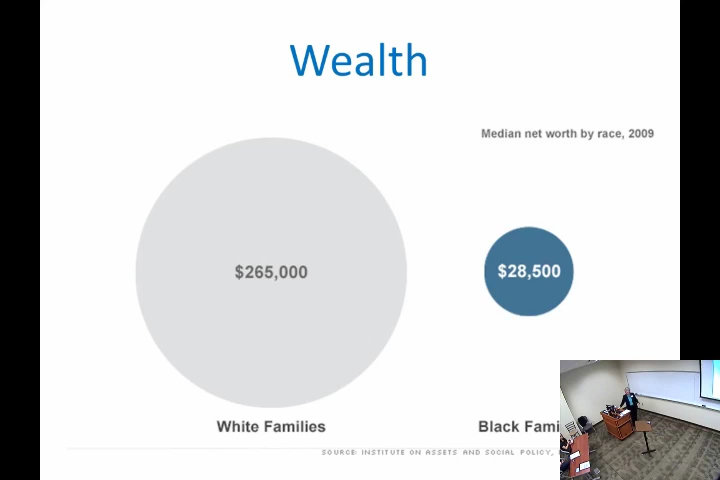 Wealth
Median net worth by race, 2009
$265,000
$28,500
White Families
Black Fami
SOURCE: INSTITUTE ON ASSETS AND SOCIAL POLICY,